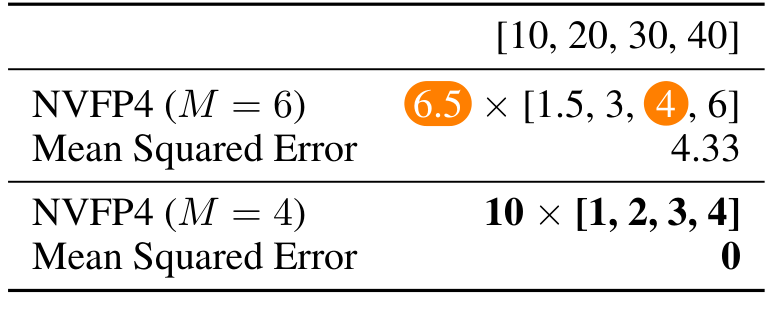 [10, 20, 30, 40]
NVFP4 (M = 6) 6.5 × [1.5, 3, 4, 6]
Mean Squared Error 4.33
NVFP4 (M = 4) 10 × [1, 2, 3, 4]
Mean Squared Error 0